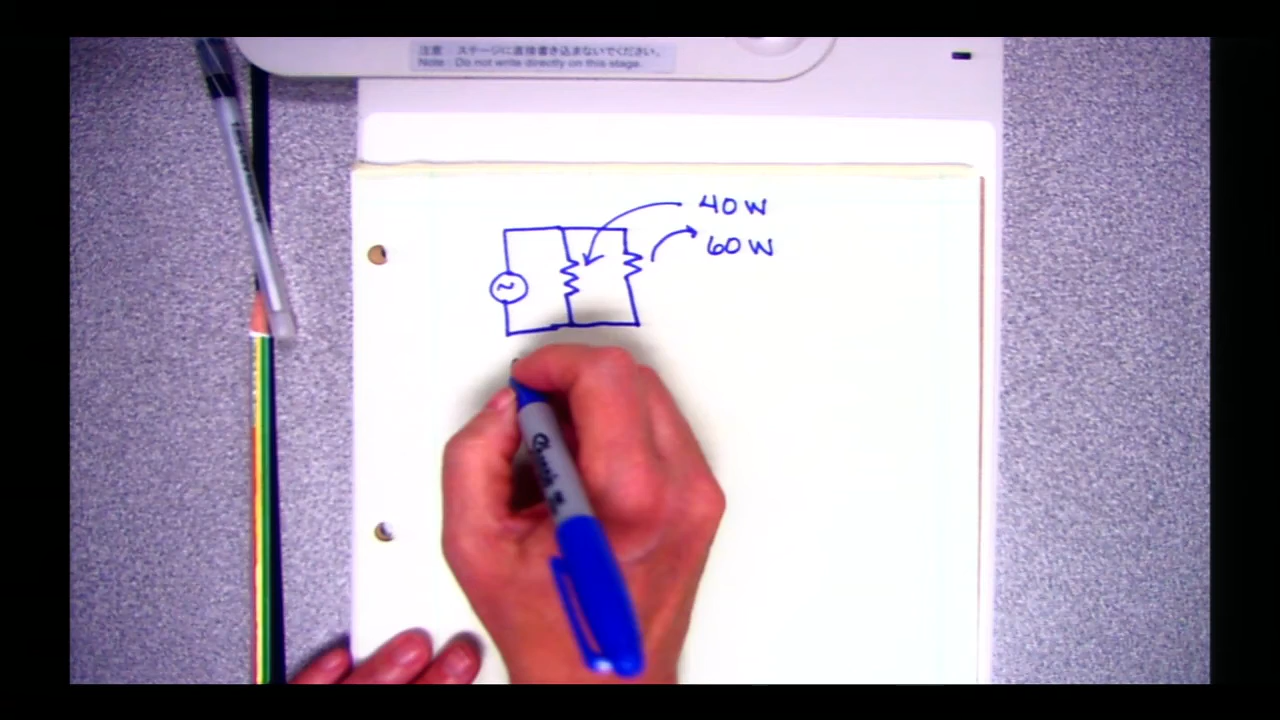 注意 : ステージに直接書き込まないでください。
Note : Do not write directly on this stage.
40 W
60 W
~